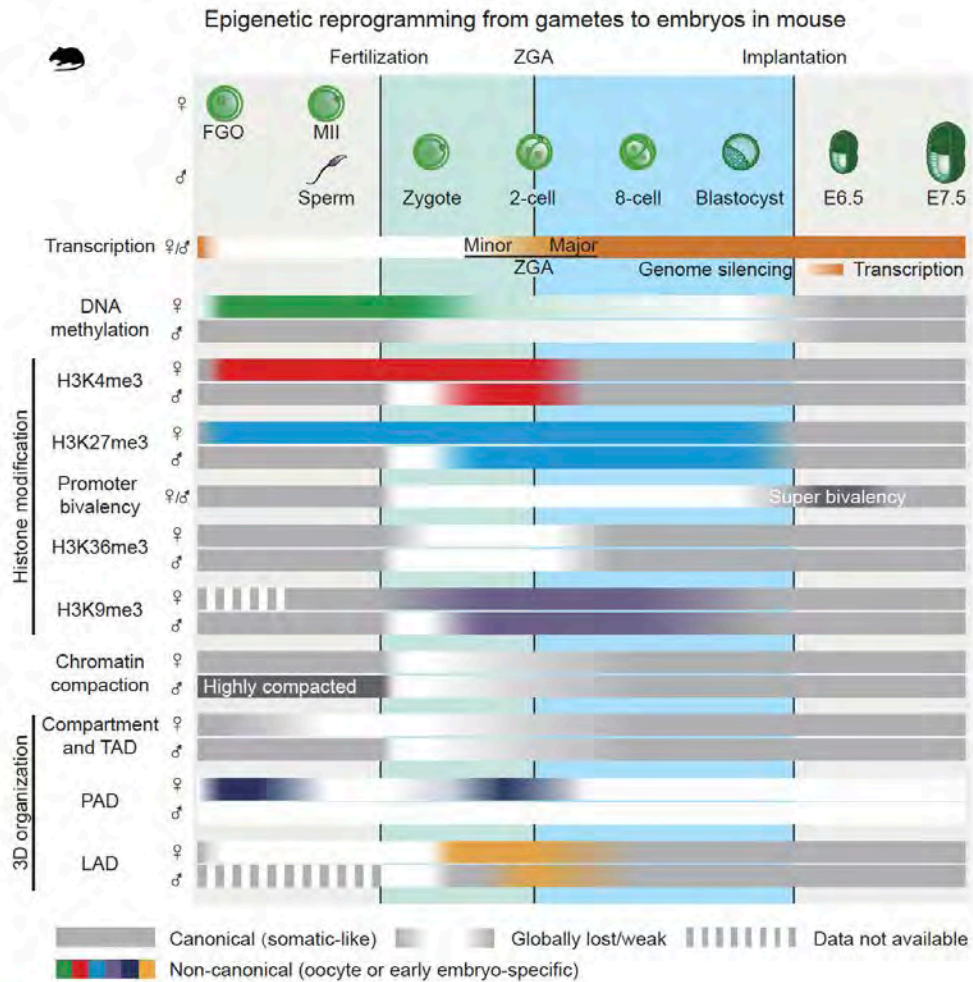 Epigenetic reprogramming from gametes to embryos in mouse
Fertilization ZGA Implantation
♀
FGO MII
♂
Sperm Zygote 2-cell 8-cell Blastocyst E6.5 E7.5
Transcription ♀/♂ Minor Major
ZGA Genome silencing Transcription
DNA methylation ♀
♂
Histone modification
H3K4me3 ♀
♂
H3K27me3 ♀
♂
Promoter bivalency ♀/♂ Super bivalency
H3K36me3 ♀
♂
H3K9me3 ♀
♂
Chromatin compaction ♀
♂ Highly compacted
3D organization
Compartment and TAD ♀
♂
PAD ♀
♂
LAD ♀
♂
Canonical (somatic-like) Globally lost/weak Data not available
Non-canonical (oocyte or early embryo-specific)